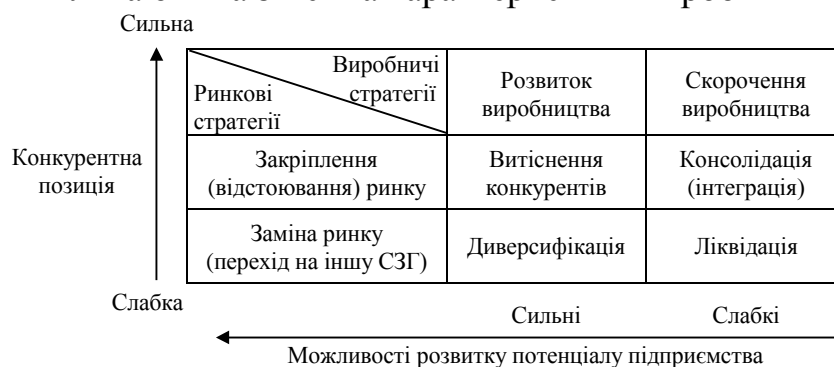 Сильна
Виробничі
стратегії
Ринкові
стратегії
Розвиток
виробництва
Скорочення
виробництва
Конкурентна
позиція
Закріплення
(відстоювання) ринку
Витіснення
конкурентів
Консолідація
(інтеграція)
Заміна ринку
(перехід на іншу СЗГ)
Диверсифікація
Ліквідація
Слабка
Сильні
Слабкі
Можливості розвитку потенціалу підприємства